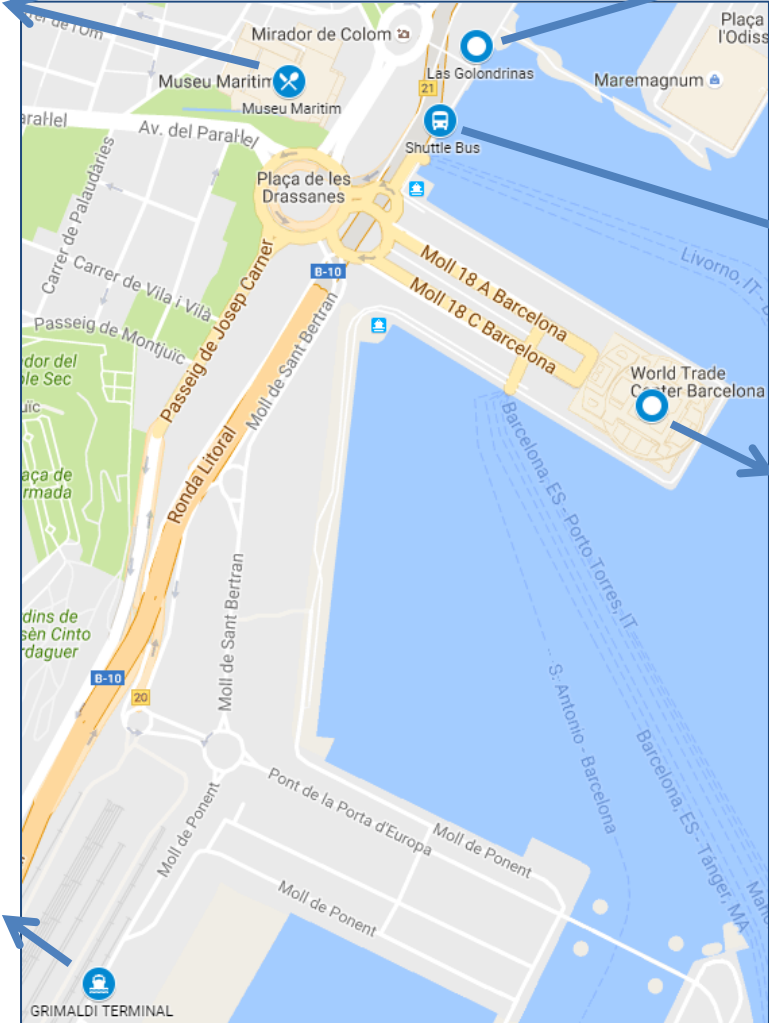 Mirador de Colom
Plaça
l'Odiss
Museu Maritim
Museu Maritim
Las Golondrinas
Maremagnum
21
Shuttle Bus
Av. del Paral·lel
Plaça de les
Drassanes
Carrer de Palaudàries
Carrer de Vila i Vilà
Passeig de Montjuïc
B-10
Moll 18 A Barcelona
Moll 18 C Barcelona
Livorno, IT -
Passeig de Josep Carner
Moll de Sant Bertran
World Trade
Center Barcelona
Ronda Litoral
Barcelona, ES - Porto Torres, IT
Moll de Sant Bertran
B-10
20
S. Antonio - Barcelona
Barcelona, ES - Tánger, MA
Moll de Ponent
Pont de la Porta d'Europa
Moll de Ponent
Moll de Ponent
GRIMALDI TERMINAL